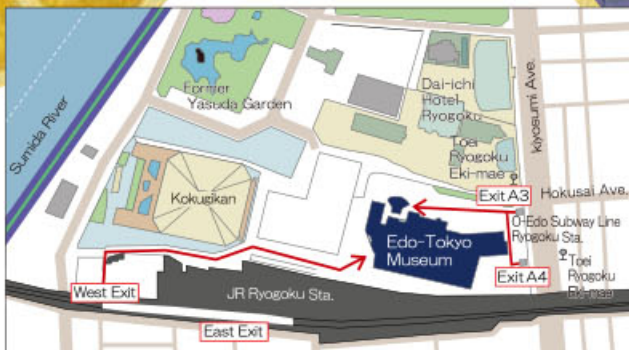 Sumida River
Former
Yasuda Garden
Dai-ichi
Hotel
Ryogoku
Toei
Ryogoku
Eki-mae
kiyosumi Ave.
Kokugikan
Exit A3
Hokusai Ave.
Edo-Tokyo
Museum
O-Edo Subway Line
Ryogoku Sta.
Exit A4
Toei
Ryogoku
Eki-mae
West Exit
JR Ryogoku Sta.
East Exit